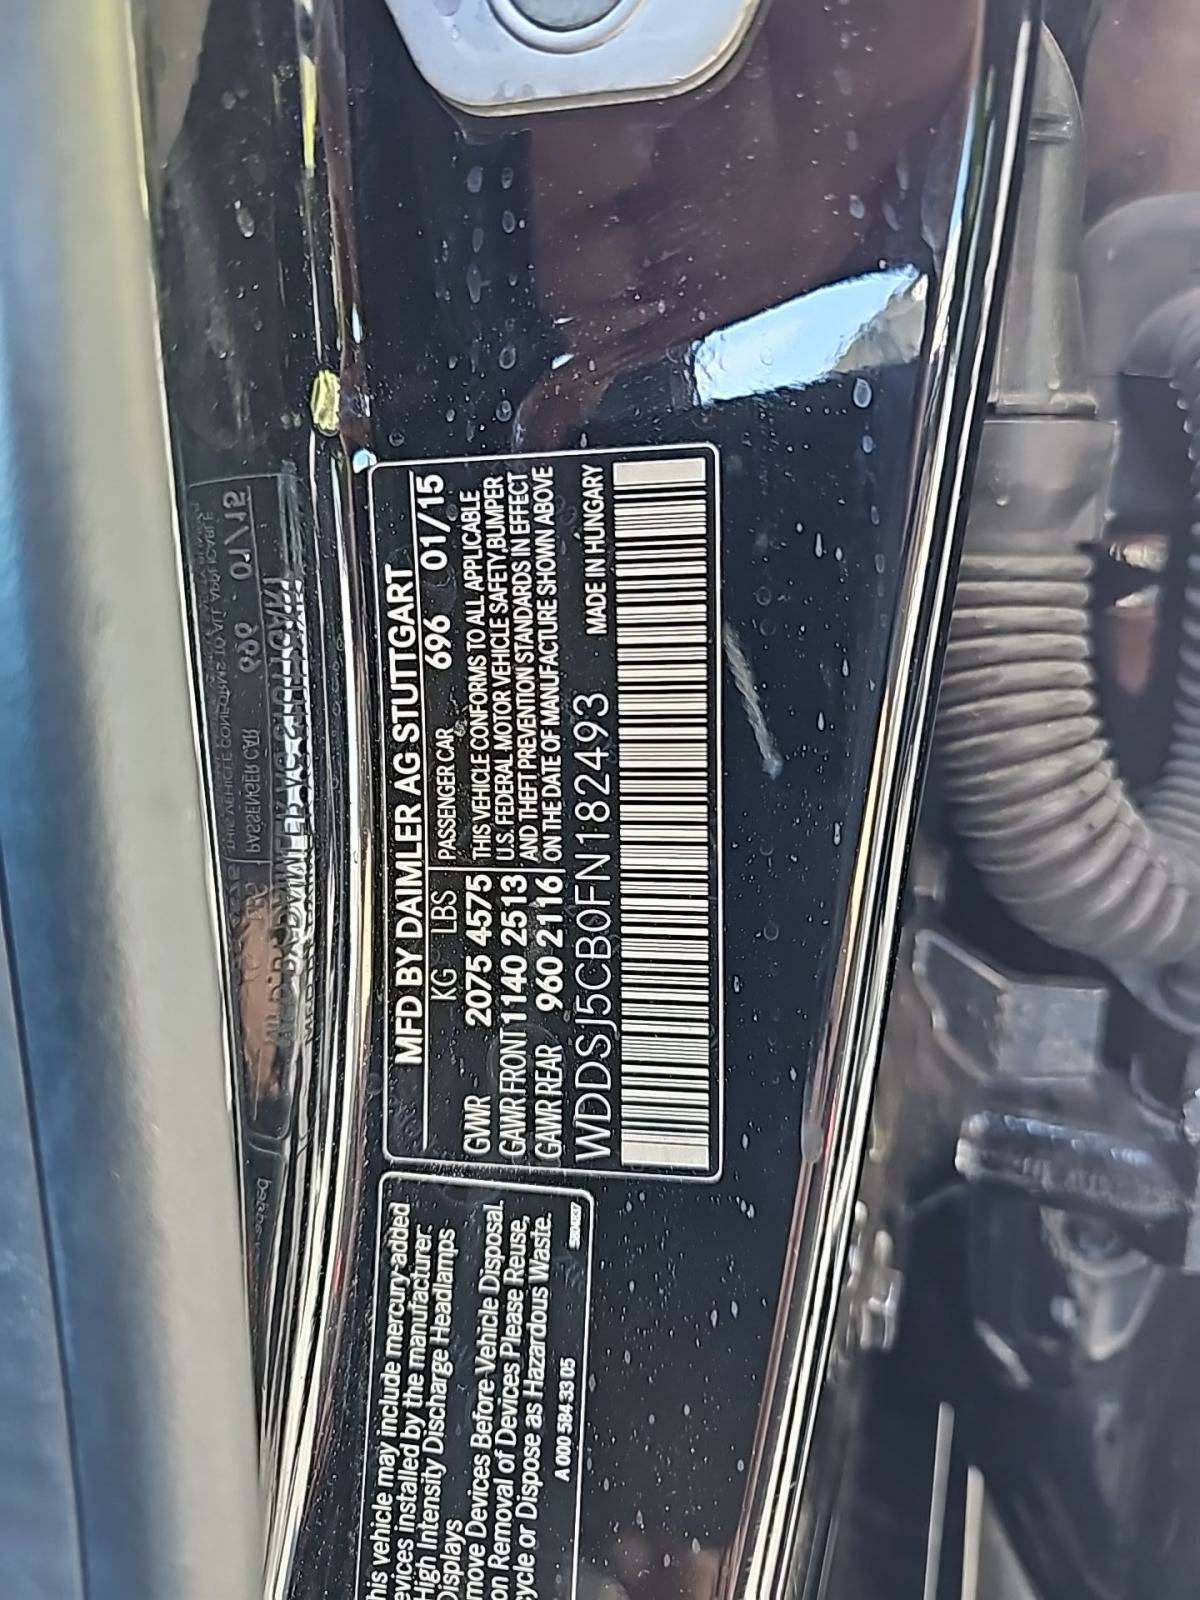 MFD BY DAIMLER AG STUTTGART
KG LBS PASSENGER CAR 696 01/15
GVWR 2075 4575 THIS VEHICLE CONFORMS TO ALL APPLICABLE
GAWR FRONT 1140 2513 U.S. FEDERAL MOTOR VEHICLE SAFETY, BUMPER
GAWR REAR 960 2116 AND THEFT PREVENTION STANDARDS IN EFFECT
ON THE DATE OF MANUFACTURE SHOWN ABOVE
WDDSJ5CB0FN182493 MADE IN HUNGARY
his vehicle may include mercury-added
evices installed by the manufacturer:
High Intensity Discharge Headlamps
Displays
move Devices Before Vehicle Disposal.
on Removal of Devices Please Reuse,
cycle or Dispose as Hazardous Waste.
A 000 584 33 05